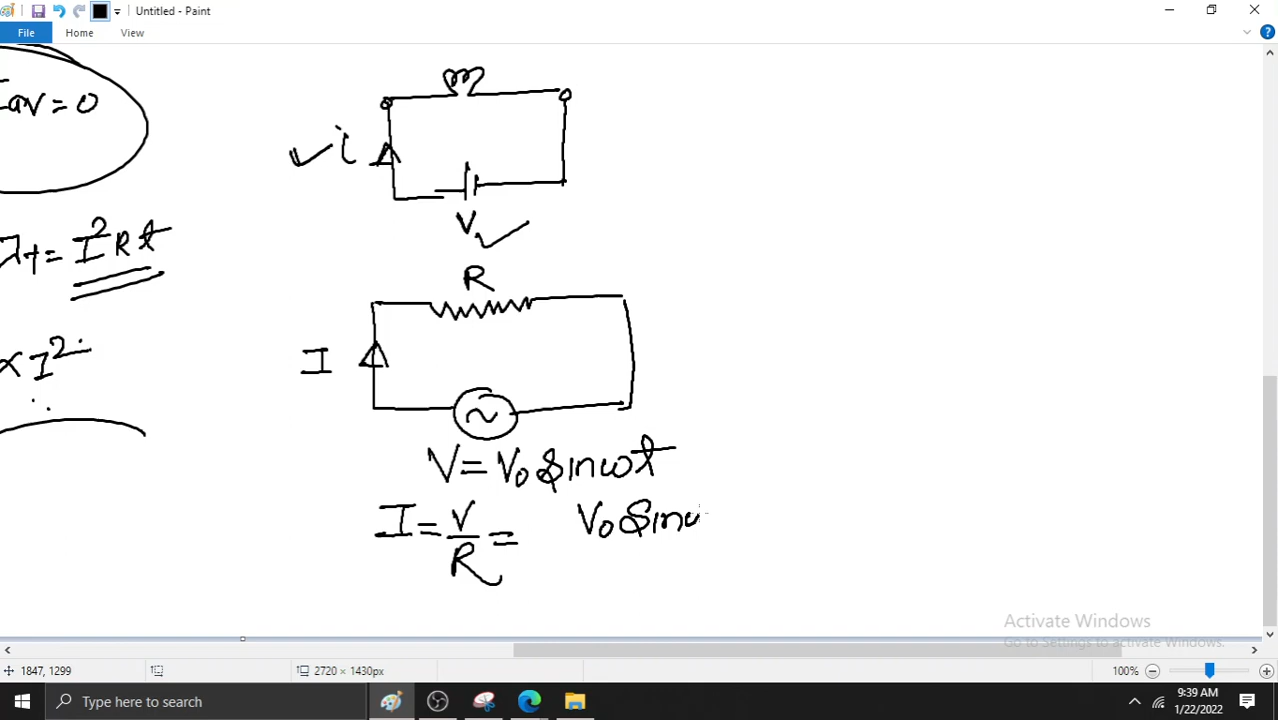 Untitled - Paint
File Home View
Iav = 0
i
V
= I²Rt
R
∝ I²
I
V = V₀ Sinωt
I = V/R = V₀ Sinω
Activate Windows
Go to Settings to activate Windows.
1847, 1299 2720 × 1430px 100%
Type here to search
9:39 AM
1/22/2022